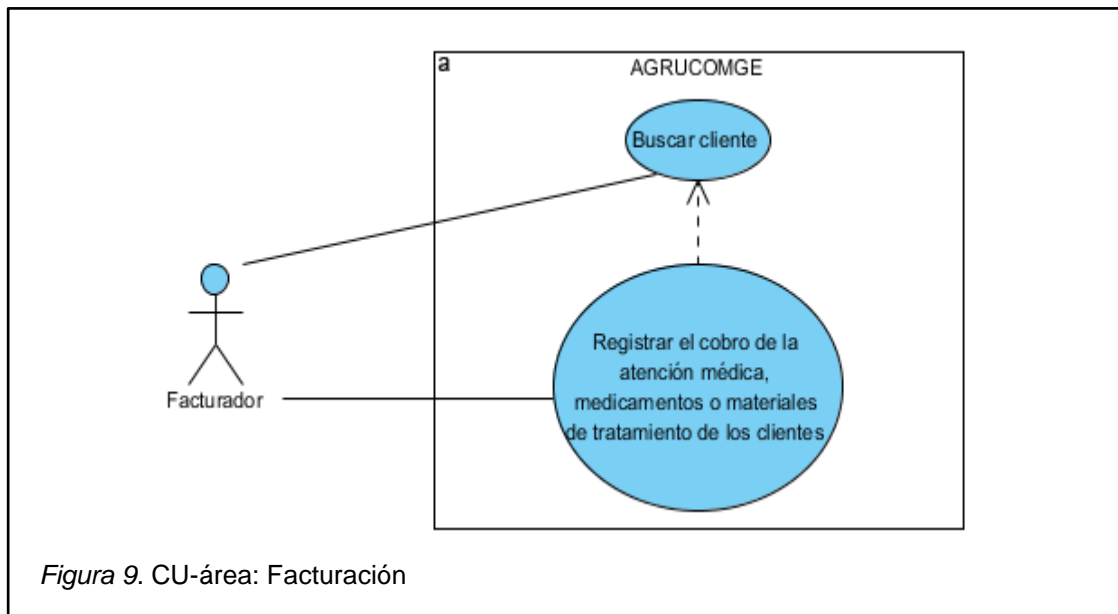 a
AGRUCOMGE
Buscar cliente
Registrar el cobro de la
atención médica,
medicamentos o materiales
de tratamiento de los clientes
Facturador
Figura 9. CU-área: Facturación